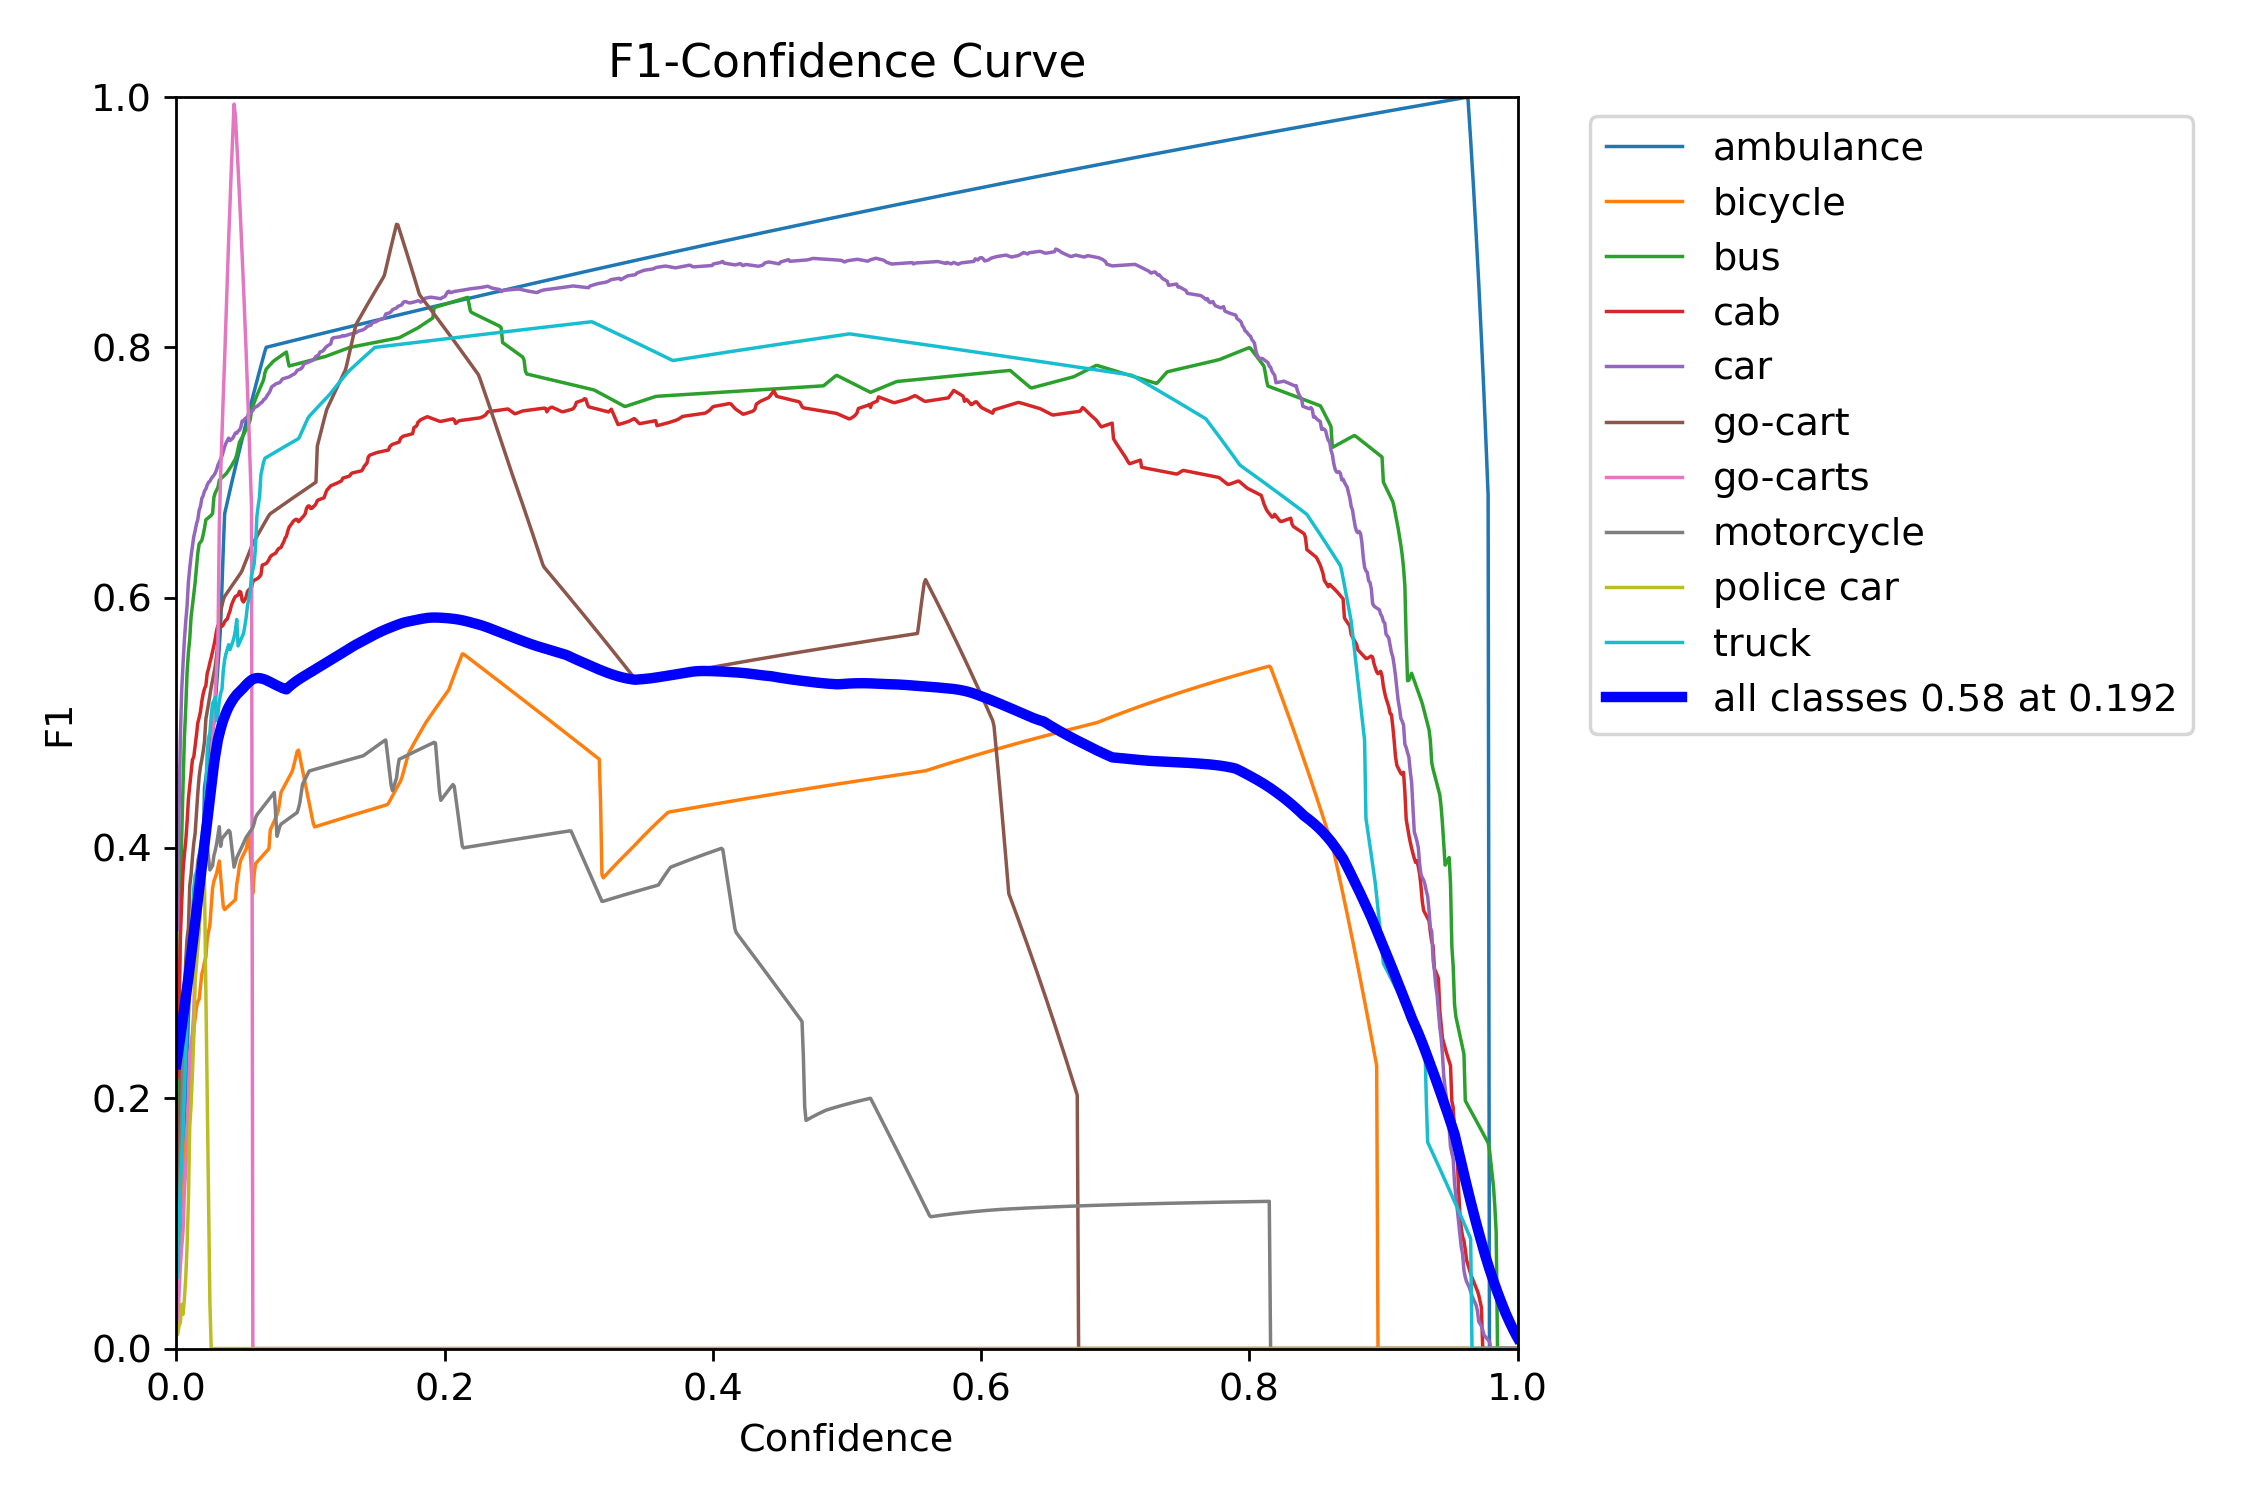 F1-Confidence Curve
1.0
0.8
0.6
0.4
0.2
0.0
F1
0.0 0.2 0.4 0.6 0.8 1.0
Confidence
ambulance
bicycle
bus
cab
car
go-cart
go-carts
motorcycle
police car
truck
all classes 0.58 at 0.192